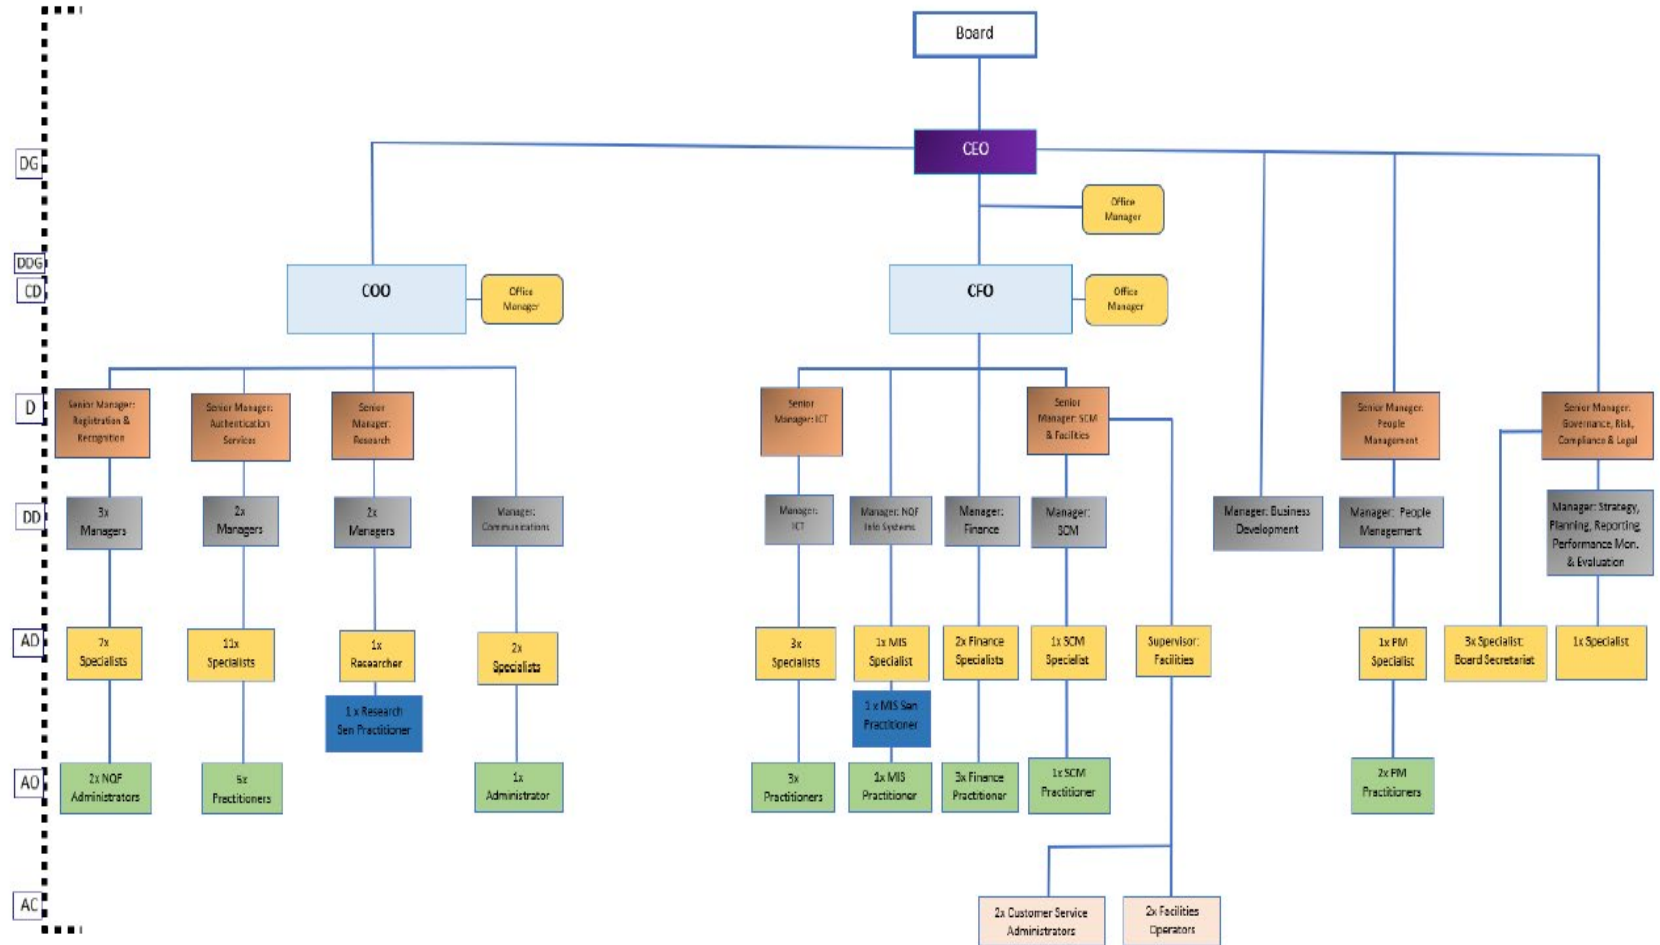 Board
DG
CEO
Office
Manager
DDG
CD
COO
Office
Manager
CFO
Office
Manager
D
Senior Manager:
Registration &
Recognition
Senior Manager:
Authentication
Services
Senior
Manager:
Research
Senior
Manager: ICT
Senior
Manager: SCM
& Facilities
Senior Manager:
People
Management
Senior Manager:
Governance, Risk,
Compliance & Legal
DD
3x
Managers
2x
Managers
2x
Managers
Manager:
Communications
Manager:
ICT
Manager: NQF
Info Systems
Manager:
Finance
Manager:
SCM
Manager: Business
Development
Manager: People
Management
Manager: Strategy,
Planning, Reporting,
Performance Mon.
& Evaluation
AD
7x
Specialists
11x
Specialists
1x
Researcher
2x
Specialists
3x
Specialists
1x MIS
Specialist
2x Finance
Specialists
1x SCM
Specialist
Supervisor:
Facilities
1x PM
Specialist
3x Specialist:
Board Secretariat
1x Specialist
1 x Research
Sen Practitioner
1 x MIS Sen
Practitioner
AO
2x NQF
Administrators
5x
Practitioners
1x
Administrator
3x
Practitioners
1x MIS
Practitioner
3x Finance
Practitioner
1x SCM
Practitioner
2x PM
Practitioners
AC
2x Customer Service
Administrators
2x Facilities
Operators